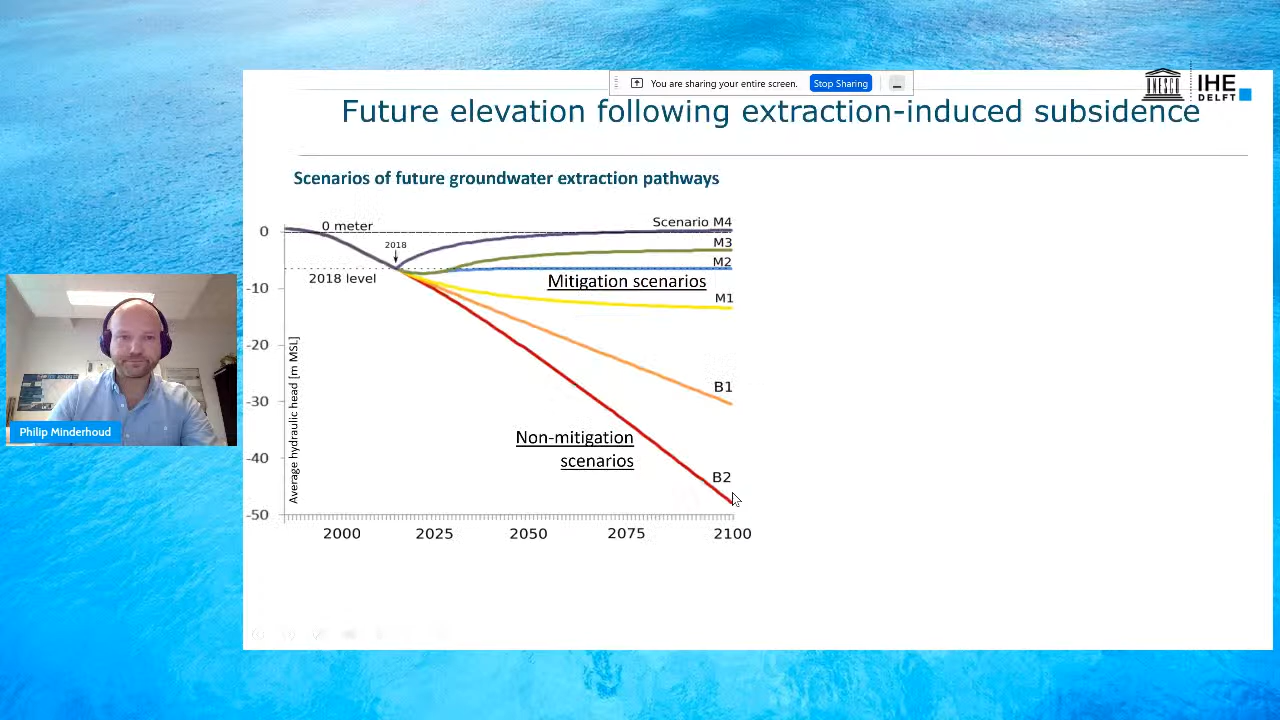 You are sharing your entire screen.
Stop Sharing
UNESCO
IHE
DELFT
Future elevation following extraction-induced subsidence
Scenarios of future groundwater extraction pathways
0
0 meter
Scenario M4
2018
M3
M2
2018 level
Mitigation scenarios
-10
M1
-20
Average hydraulic head [m MSL]
B1
-30
Non-mitigation
scenarios
-40
B2
-50
2000
2025
2050
2075
2100
Philip Minderhoud